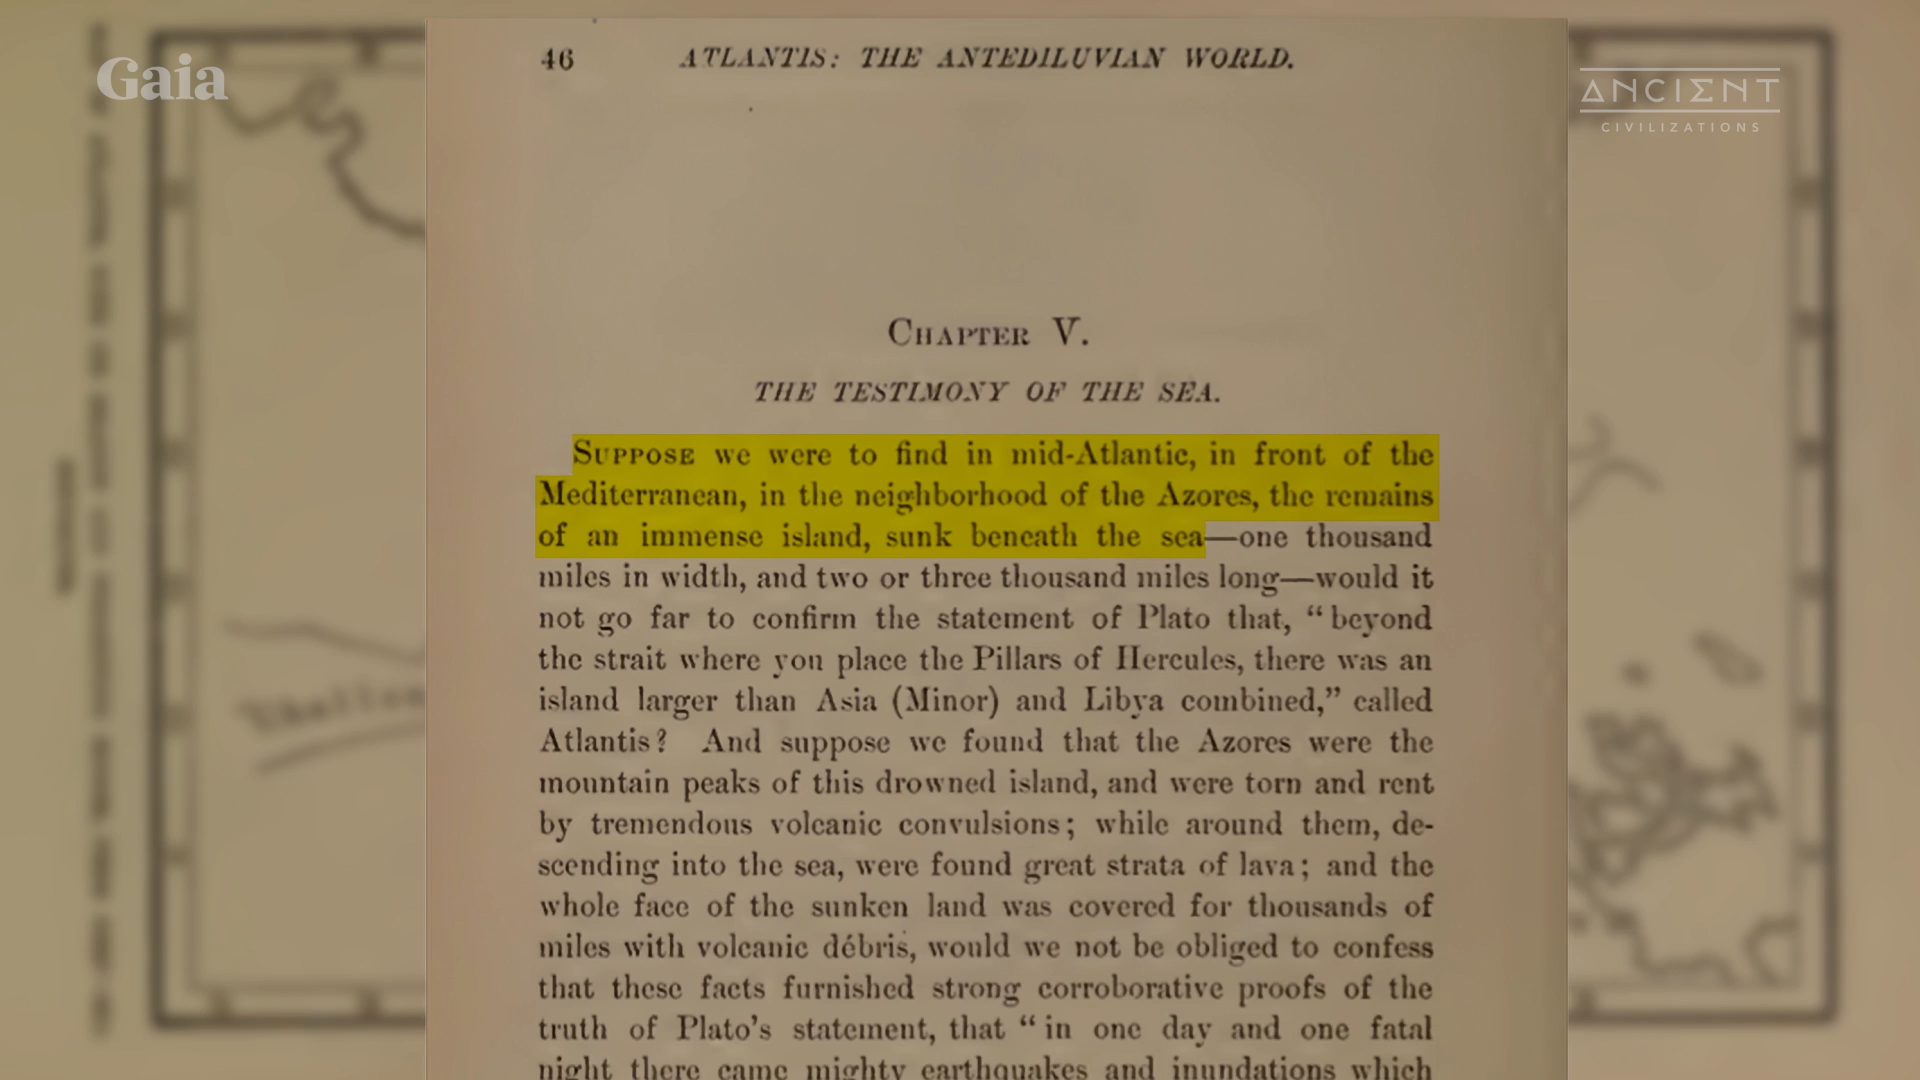 Gaia
ANCIENT
CIVILIZATIONS
46 ATLANTIS: THE ANTEDILUVIAN WORLD.
CHAPTER V.
THE TESTIMONY OF THE SEA.
SUPPOSE we were to find in mid-Atlantic, in front of the
Mediterranean, in the neighborhood of the Azores, the remains
of an immense island, sunk beneath the sea—one thousand
miles in width, and two or three thousand miles long—would it
not go far to confirm the statement of Plato that, “beyond
the strait where you place the Pillars of Hercules, there was an
island larger than Asia (Minor) and Libya combined,” called
Atlantis? And suppose we found that the Azores were the
mountain peaks of this drowned island, and were torn and rent
by tremendous volcanic convulsions; while around them, de-
scending into the sea, were found great strata of lava; and the
whole face of the sunken land was covered for thousands of
miles with volcanic débris, would we not be obliged to confess
that these facts furnished strong corroborative proofs of the
truth of Plato’s statement, that “in one day and one fatal
night there came mighty earthquakes and inundations which